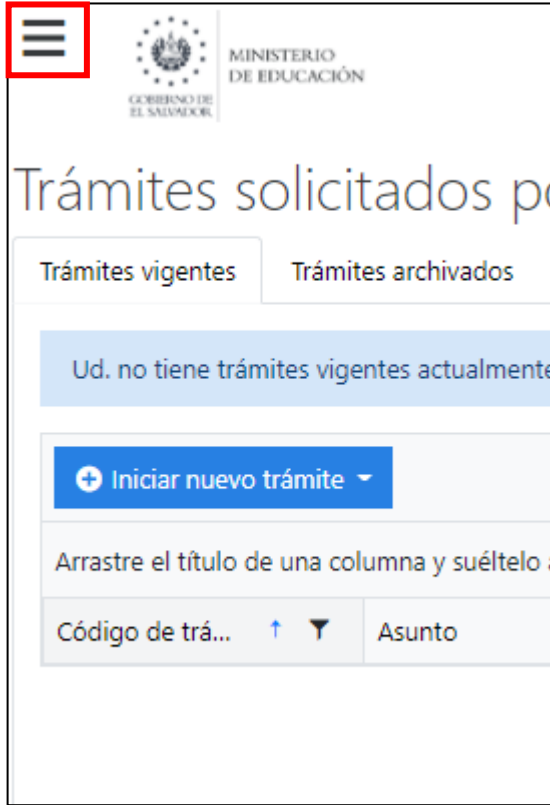 MINISTERIO
DE EDUCACIÓN
GOBIERNO DE
EL SALVADOR
Trámites solicitados
Trámites vigentes
Trámites archivados
Ud. no tiene trámites vigentes actualmente
Iniciar nuevo trámite
Arrastre el título de una columna y suéltelo
Código de trá...
Asunto